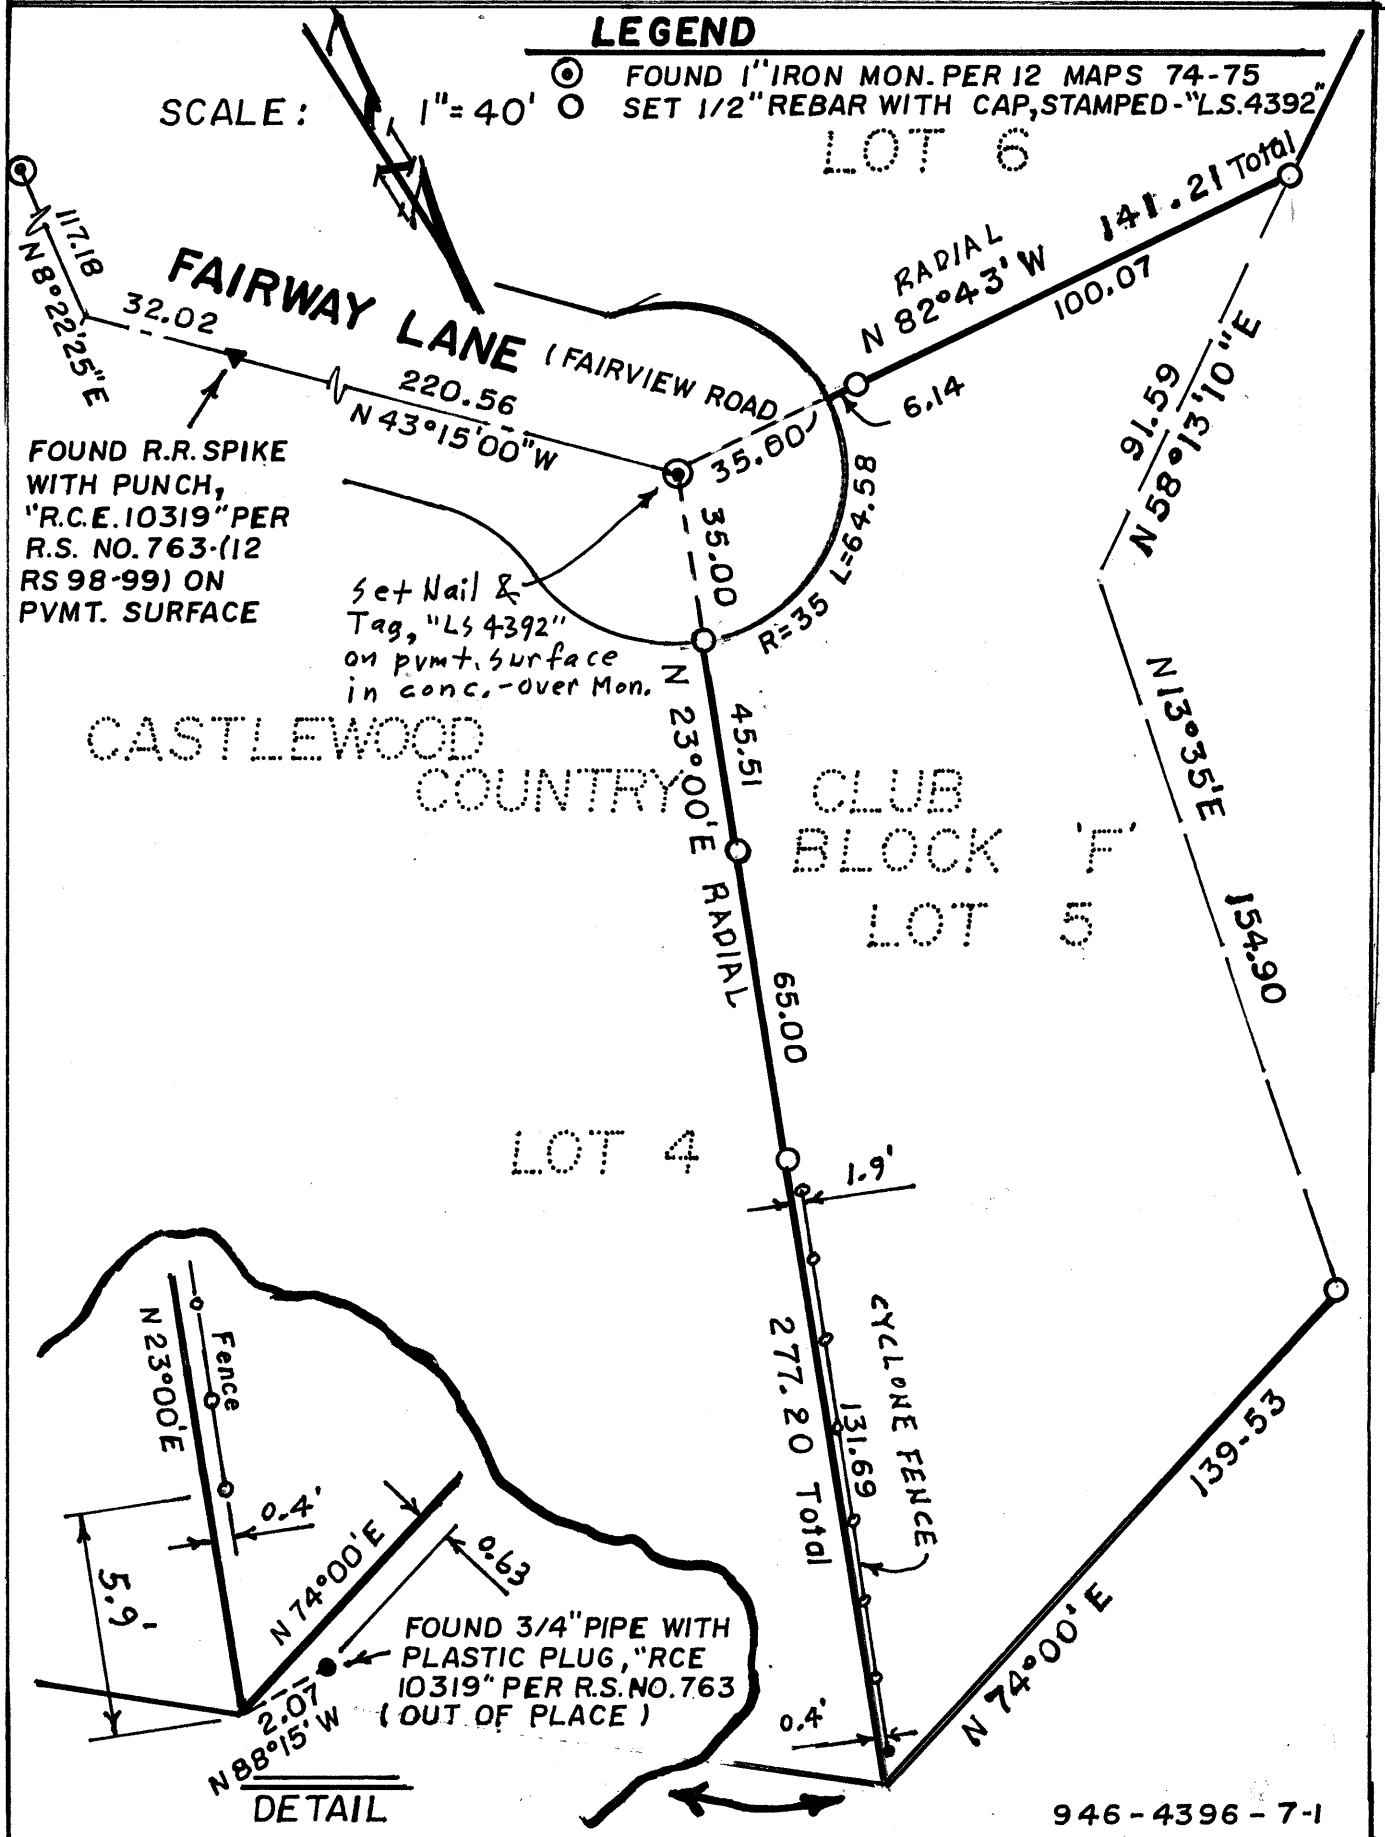 LEGEND
FOUND 1" IRON MON. PER 12 MAPS 74-75
SCALE: 1"=40'
SET 1/2" REBAR WITH CAP, STAMPED-"L.S.4392"
LOT 6
141.21 Total
RADIAL
N 82°43' W
100.07
117.18
N 8°22'25"E
32.02
FAIRWAY LANE (FAIRVIEW ROAD)
220.56
N 43°15'00"W
6.14
35.00
91.59
N 58°13'10"E
FOUND R.R. SPIKE
WITH PUNCH,
"R.C.E. 10319" PER
R.S. NO. 763-(12
RS 98-99) ON
PVMT. SURFACE
35.00
R=35 L=64.58
Set Nail &
Tag, "LS 4392"
on pvmt. surface
in conc.-over Mon.
N 23°00'E RADIAL
45.51
N13°35'E
154.90
CASTLEWOOD
COUNTRY CLUB
BLOCK 'F'
LOT 5
65.00
LOT 4
1.9'
CYCLONE FENCE
277.20 Total
131.69
139-53
N 74°00' E
0.4'
N 23°00'E
Fence
0.4'
5.9'
N 74°00'E
0.63
FOUND 3/4" PIPE WITH
PLASTIC PLUG, "RCE
10319" PER R.S. NO. 763
(OUT OF PLACE)
2.07
N 88°15' W
DETAIL
946-4396-7-1